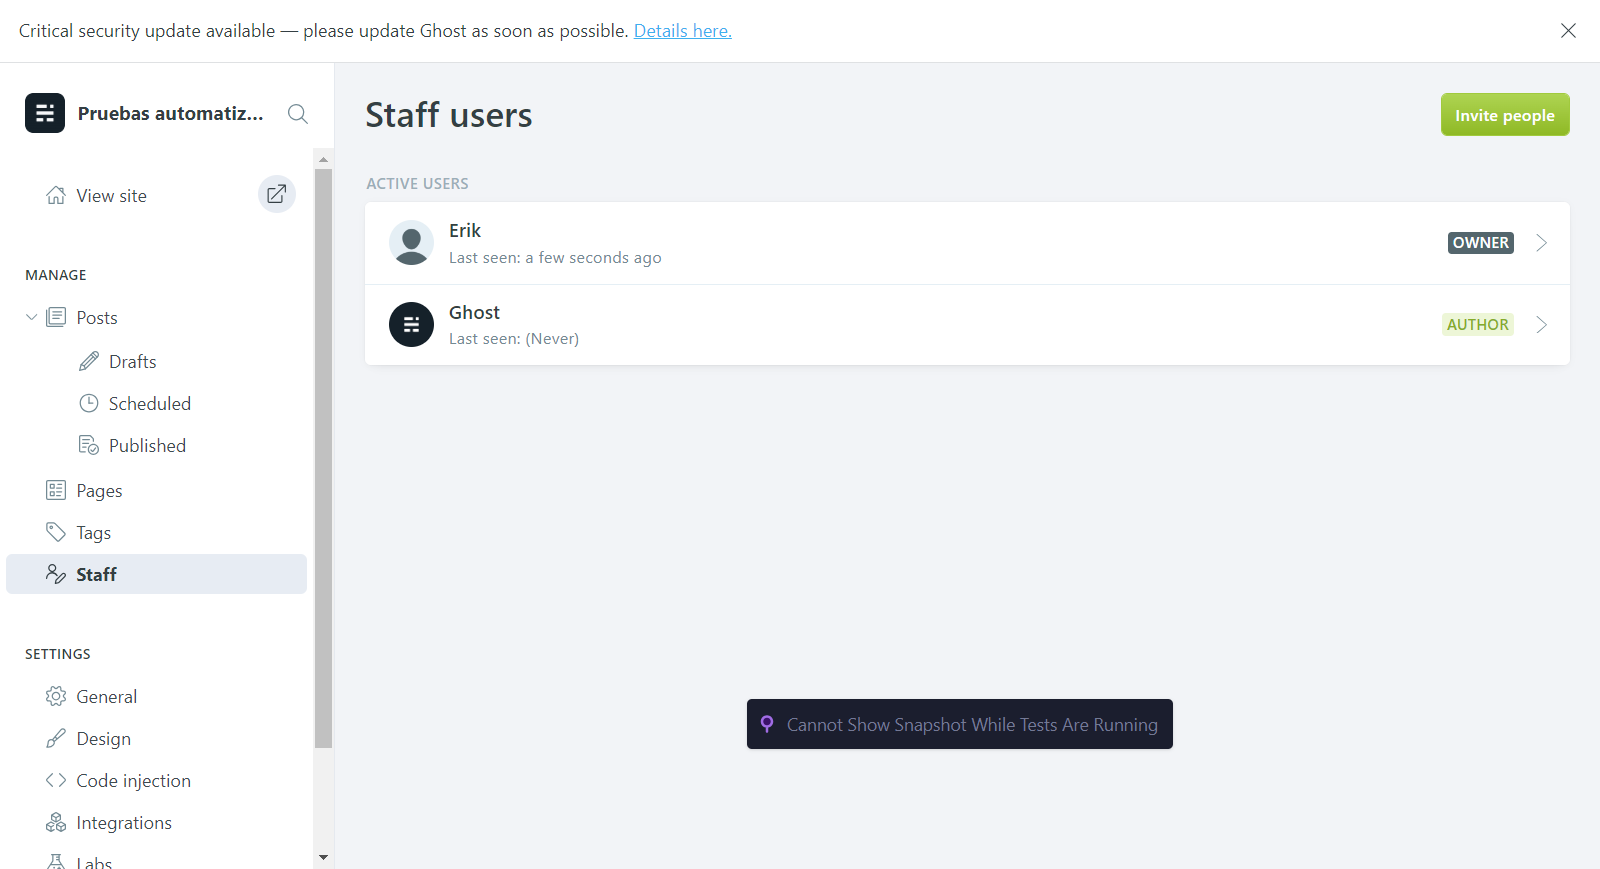 Critical security update available — please update Ghost as soon as possible. Details here.
Pruebas automatiz...
View site
MANAGE
Posts
Drafts
Scheduled
Published
Pages
Tags
Staff
SETTINGS
General
Design
Code injection
Integrations
Labs
Staff users
Invite people
ACTIVE USERS
Erik
Last seen: a few seconds ago
OWNER
Ghost
Last seen: (Never)
AUTHOR
Cannot Show Snapshot While Tests Are Running